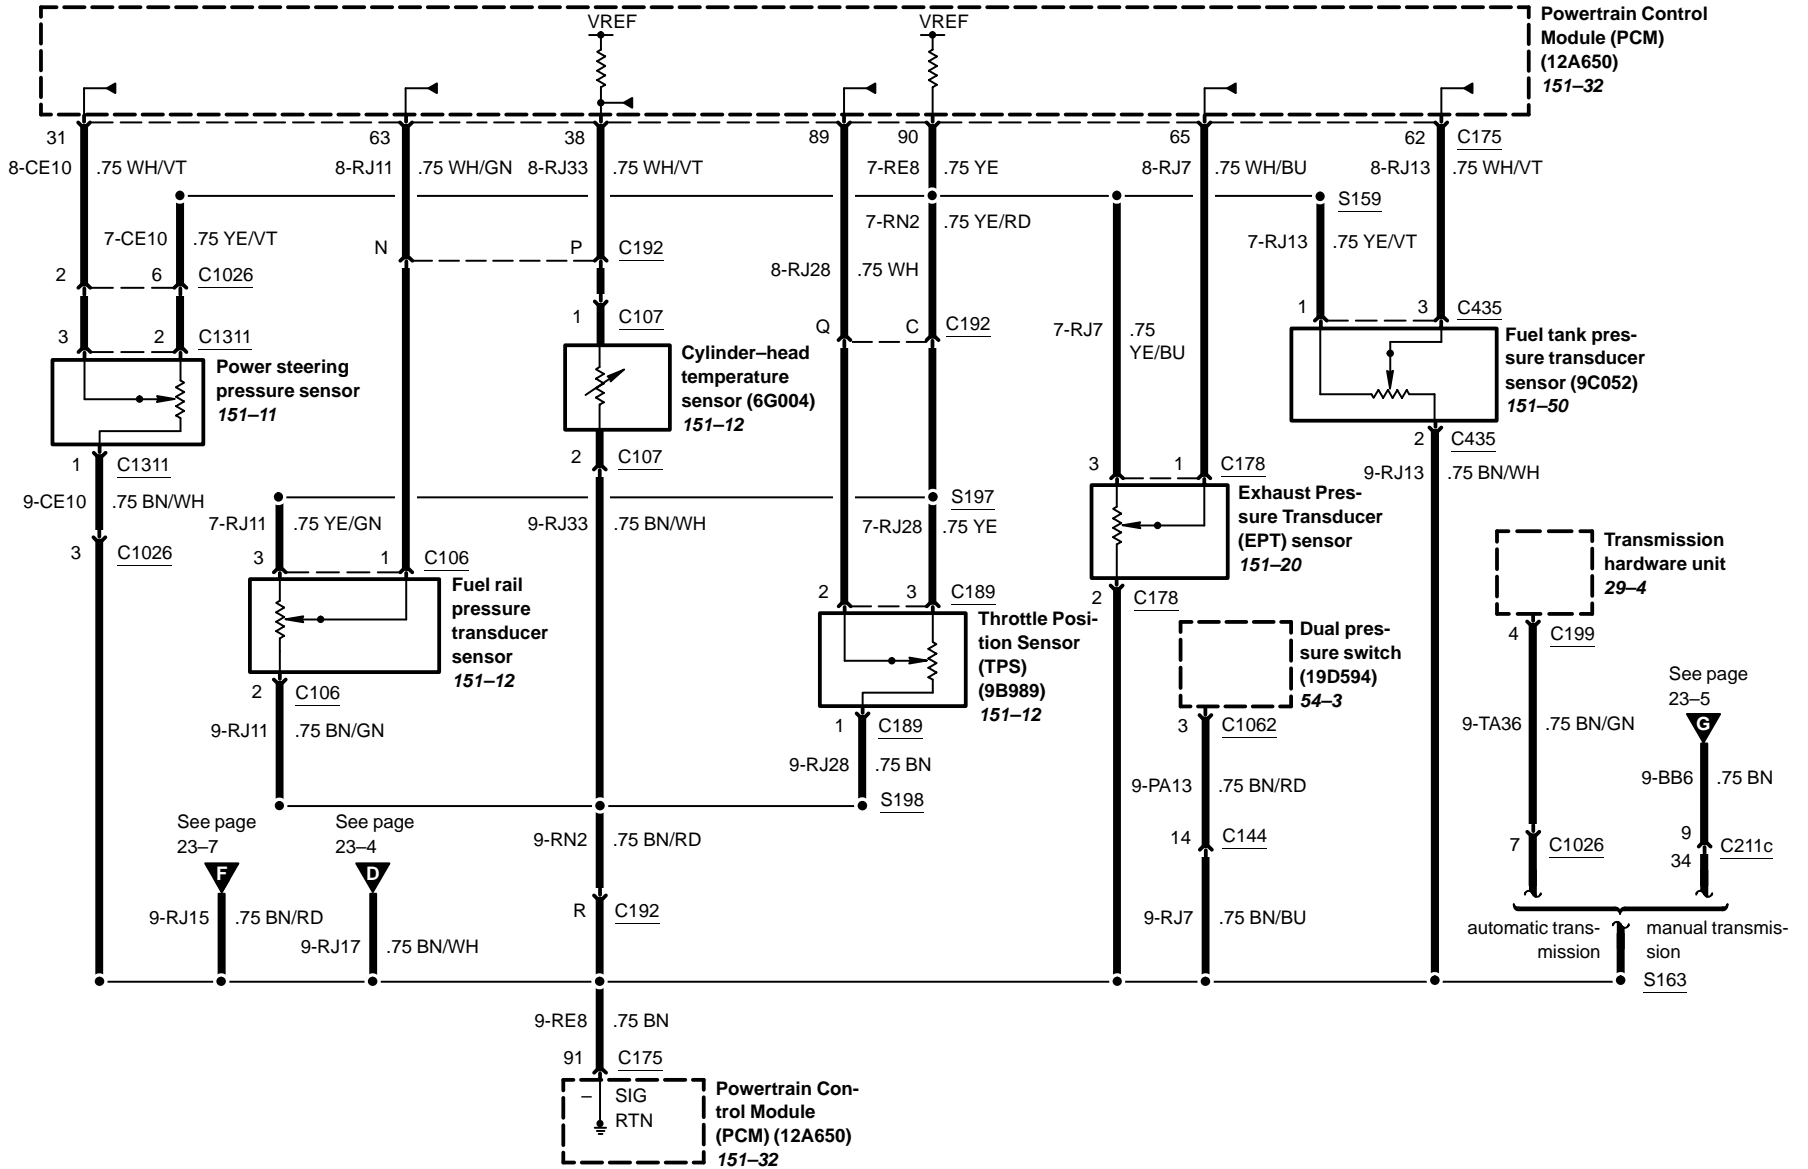 VREF
VREF
Powertrain Control
Module (PCM)
(12A650)
151–32
31
63
38
89
90
65
62
C175
8-CE10 .75 WH/VT
8-RJ11 .75 WH/GN
8-RJ33 .75 WH/VT
7-RE8 .75 YE
8-RJ7 .75 WH/BU
8-RJ13 .75 WH/VT
S159
7-CE10 .75 YE/VT
N
P
C192
7-RN2 .75 YE/RD
7-RJ13 .75 YE/VT
8-RJ28 .75 WH
2
6
C1026
1
C107
Q
C
C192
7-RJ7 .75
YE/BU
1
3
C435
3
2
C1311
Power steering
pressure sensor
151–11
Cylinder–head
temperature
sensor (6G004)
151–12
Fuel tank pres-
sure transducer
sensor (9C052)
151–50
1
C1311
2
C107
3
1
C178
2
C435
9-CE10 .75 BN/WH
9-RJ13 .75 BN/WH
S197
7-RJ11 .75 YE/GN
9-RJ33 .75 BN/WH
7-RJ28 .75 YE
Exhaust Pres-
sure Transducer
(EPT) sensor
151–20
3
C1026
3
1
C106
Transmission
hardware unit
29–4
Fuel rail
pressure
transducer
sensor
151–12
2
3
C189
2
C178
Throttle Posi-
tion Sensor
(TPS)
(9B989)
151–12
Dual pres-
sure switch
(19D594)
54–3
4
C199
2
C106
9-RJ11 .75 BN/GN
1
C189
3
C1062
See page
23–5
G
9-TA36 .75 BN/GN
9-RJ28 .75 BN
9-PA13 .75 BN/RD
9-BB6 .75 BN
S198
See page
23–7
F
See page
23–4
D
9-RN2 .75 BN/RD
14
C144
7
C1026
9
34
C211c
9-RJ15 .75 BN/RD
9-RJ17 .75 BN/WH
R
C192
9-RJ7 .75 BN/BU
automatic trans-
mission
manual transmis-
sion
S163
9-RE8 .75 BN
91
C175
– SIG
RTN
Powertrain Con-
trol Module
(PCM) (12A650)
151–32